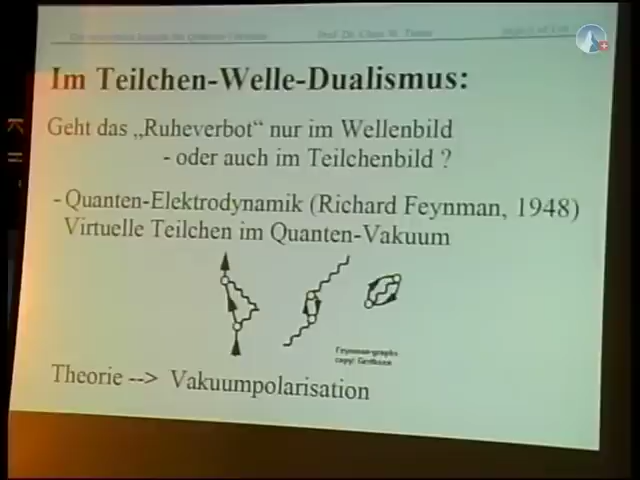 Im Teilchen-Welle-Dualismus:
Geht das „Ruheverbot“ nur im Wellenbild
- oder auch im Teilchenbild ?
- Quanten-Elektrodynamik (Richard Feynman, 1948)
Virtuelle Teilchen im Quanten-Vakuum
Feynman-graphs
Theorie --> Vakuumpolarisation